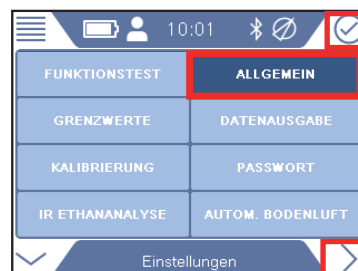 10:01
FUNKTIONSTEST ALLGEMEIN
GRENZWERTE DATENAUSGABE
KALIBRIERUNG PASSWORT
IR ETHANANALYSE AUTOM. BODENLUFT
Einstellungen